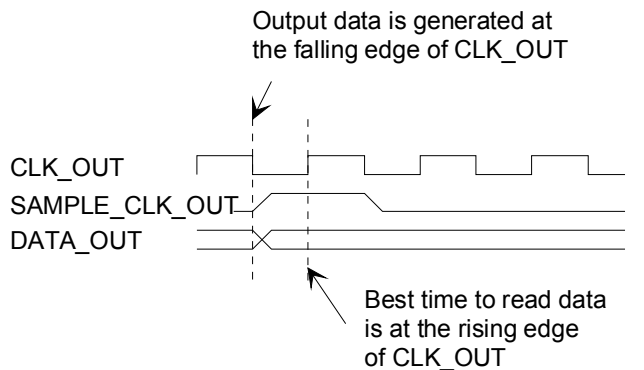 Output data is generated at
the falling edge of CLK_OUT
CLK_OUT
SAMPLE_CLK_OUT
DATA_OUT
Best time to read data
is at the rising edge
of CLK_OUT